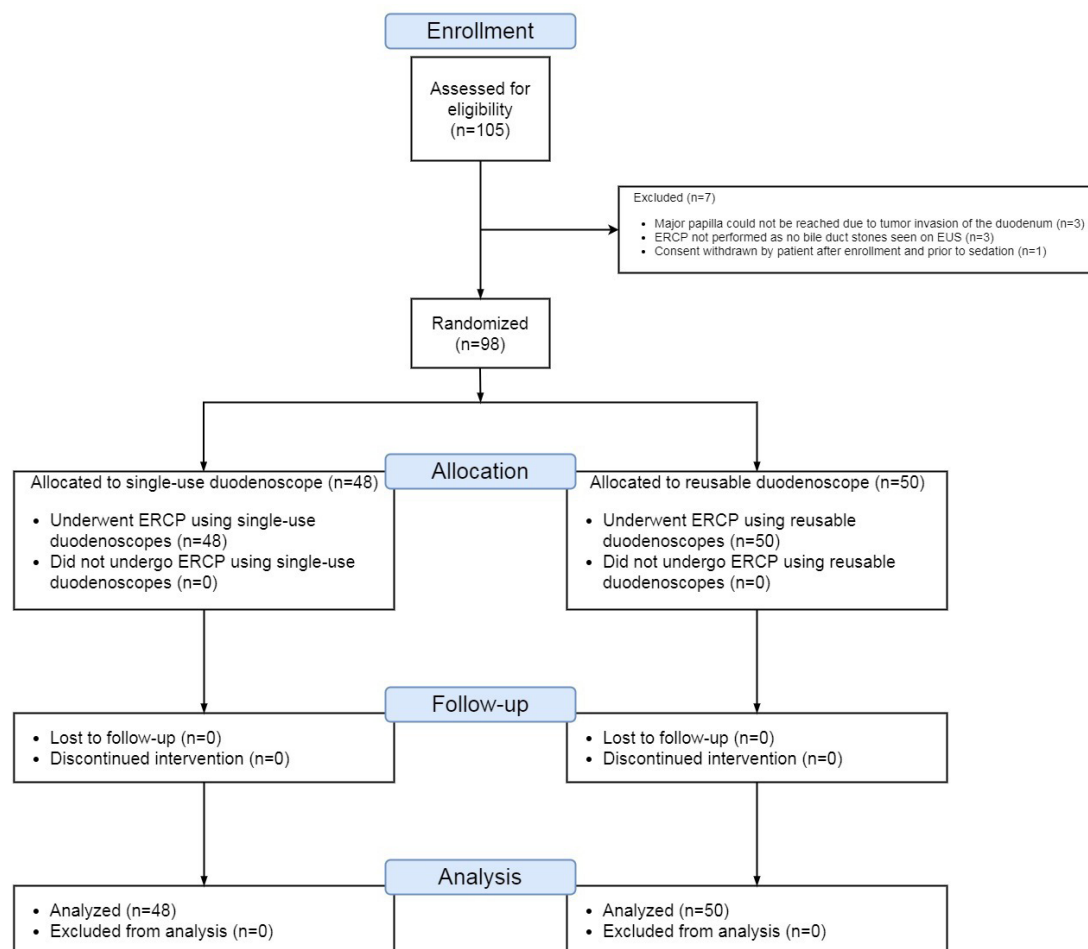 Enrollment
Assessed for
eligibility
(n=105)
Excluded (n=7)
• Major papilla could not be reached due to tumor invasion of the duodenum (n=3)
• ERCP not performed as no bile duct stones seen on EUS (n=3)
• Consent withdrawn by patient after enrollment and prior to sedation (n=1)
Randomized
(n=98)
Allocation
Allocated to single-use duodenoscope (n=48)
• Underwent ERCP using single-use
duodenoscopes (n=48)
• Did not undergo ERCP using single-use
duodenoscopes (n=0)
Allocated to reusable duodenoscope (n=50)
• Underwent ERCP using reusable
duodenoscopes (n=50)
• Did not undergo ERCP using reusable
duodenoscopes (n=0)
Follow-up
• Lost to follow-up (n=0)
• Discontinued intervention (n=0)
• Lost to follow-up (n=0)
• Discontinued intervention (n=0)
Analysis
• Analyzed (n=48)
• Excluded from analysis (n=0)
• Analyzed (n=50)
• Excluded from analysis (n=0)